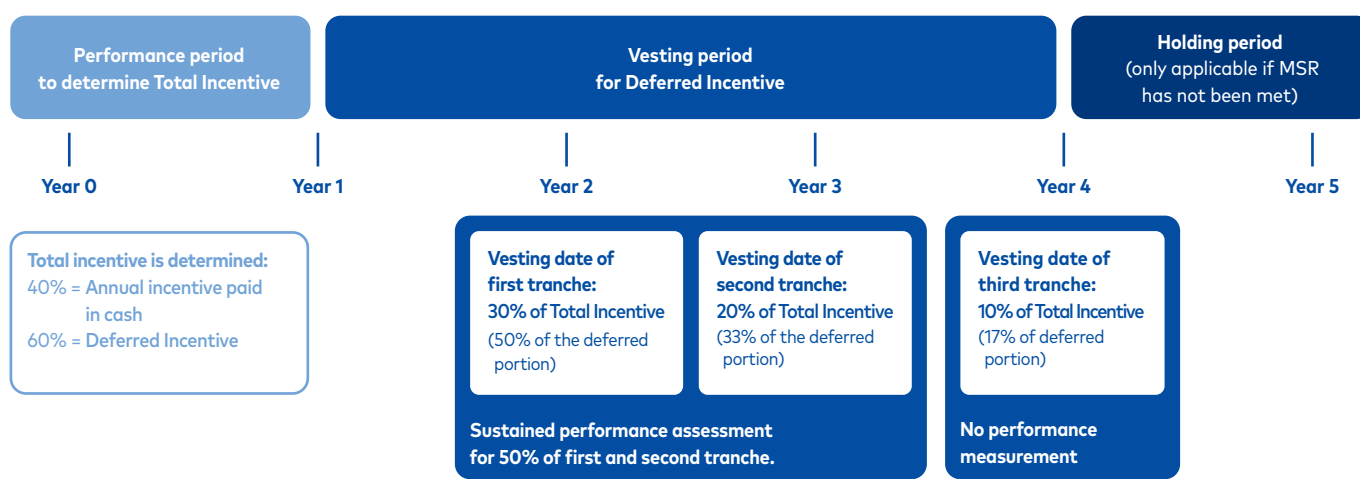 Performance period
to determine Total Incentive
Vesting period
for Deferred Incentive
Holding period
(only applicable if MSR
has not been met)
Year 0
Year 1
Year 2
Year 3
Year 4
Year 5
Total incentive is determined:
40% = Annual incentive paid
in cash
60% = Deferred Incentive
Vesting date of
first tranche:
30% of Total Incentive
(50% of the deferred
portion)
Vesting date of
second tranche:
20% of Total Incentive
(33% of the deferred
portion)
Sustained performance assessment
for 50% of first and second tranche.
Vesting date of
third tranche:
10% of Total Incentive
(17% of deferred
portion)
No performance
measurement